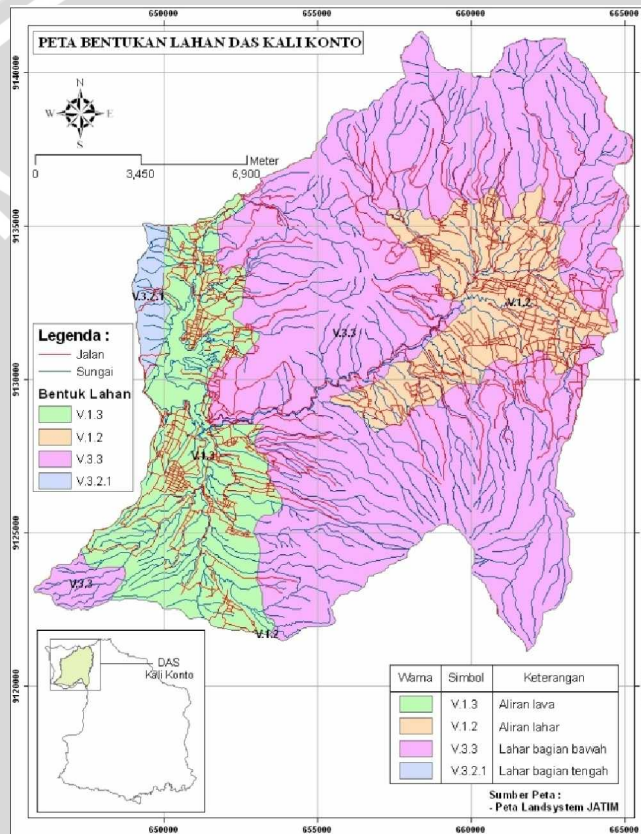 650000 655000 660000 665000
PETA BENTUKAN LAHAN DAS KALI KONTO
N
W E
S
Meter
0 3,450 6,900
9140000
9135000
9130000
9125000
9120000
V.3.2.1
V.1.2
V.3.3
V.1.3
V.3.3
V.1.2
Legenda :
Jalan
Sungai
Bentuk Lahan
V.1.3
V.1.2
V.3.3
V.3.2.1
DAS
Kali Konto
Warna Simbol Keterangan
V.1.3 Aliran lava
V.1.2 Aliran lahar
V.3.3 Lahar bagian bawah
V.3.2.1 Lahar bagian tengah
Sumber Peta :
- Peta Landsystem JATIM
650000 655000 660000 665000